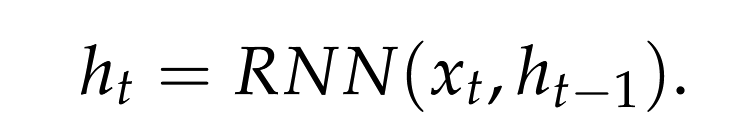 h_t = RNN(x_t, h_{t-1}).